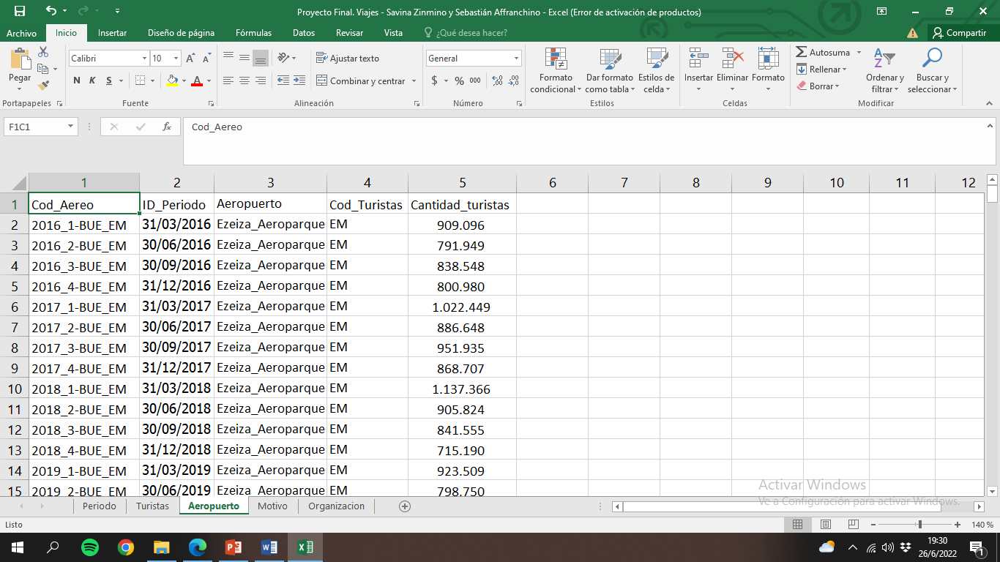 Proyecto Final. Viajes - Savina Zinmino y Sebastián Affranchino - Excel (Error de activación de productos)
Archivo Inicio Insertar Diseño de página Fórmulas Datos Revisar Vista ¿Qué desea hacer? Compartir
Pegar Calibri 10 N K S Ajustar texto Combinar y centrar General $ % 000 Formato condicional Dar formato como tabla Estilos de celda Insertar Eliminar Formato Autosuma Rellenar Borrar Ordenar y filtrar Buscar y seleccionar
Portapapeles Fuente Alineación Número Estilos Celdas Modificar
F1C1 fx Cod_Aereo
1 2 3 4 5 6 7 8 9 10 11 12
1 Cod_Aereo ID_Periodo Aeropuerto Cod_Turistas Cantidad_turistas
2 2016_1-BUE_EM 31/03/2016 Ezeiza_Aeroparque EM 909.096
3 2016_2-BUE_EM 30/06/2016 Ezeiza_Aeroparque EM 791.949
4 2016_3-BUE_EM 30/09/2016 Ezeiza_Aeroparque EM 838.548
5 2016_4-BUE_EM 31/12/2016 Ezeiza_Aeroparque EM 800.980
6 2017_1-BUE_EM 31/03/2017 Ezeiza_Aeroparque EM 1.022.449
7 2017_2-BUE_EM 30/06/2017 Ezeiza_Aeroparque EM 886.648
8 2017_3-BUE_EM 30/09/2017 Ezeiza_Aeroparque EM 951.935
9 2017_4-BUE_EM 31/12/2017 Ezeiza_Aeroparque EM 868.707
10 2018_1-BUE_EM 31/03/2018 Ezeiza_Aeroparque EM 1.137.366
11 2018_2-BUE_EM 30/06/2018 Ezeiza_Aeroparque EM 905.824
12 2018_3-BUE_EM 30/09/2018 Ezeiza_Aeroparque EM 841.555
13 2018_4-BUE_EM 31/12/2018 Ezeiza_Aeroparque EM 715.190
14 2019_1-BUE_EM 31/03/2019 Ezeiza_Aeroparque EM 923.509
15 2019_2-BUE_EM 30/06/2019 Ezeiza_Aeroparque EM 798.750
Activar Windows
Ve a Configuración para activar Windows.
Periodo Turistas Aeropuerto Motivo Organizacion
Listo 140 %
19:30
26/6/2022
1